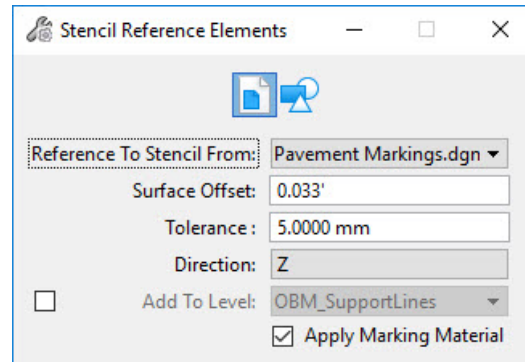 Stencil Reference Elements
Reference To Stencil From: Pavement Markings.dgn
Surface Offset: 0.033'
Tolerance : 5.0000 mm
Direction: Z
Add To Level: OBM_SupportLines
Apply Marking Material